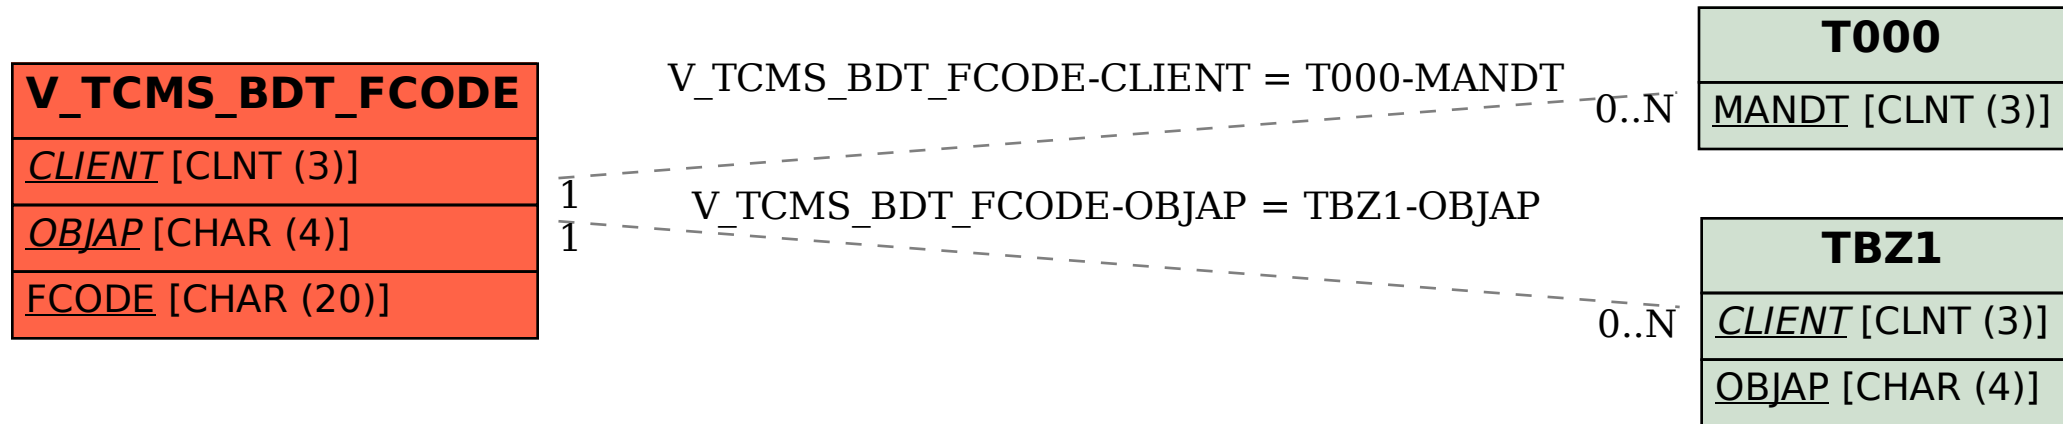 V_TCMS_BDT_FCODE
CLIENT [CLNT (3)]
OBJAP [CHAR (4)]
FCODE [CHAR (20)]
V_TCMS_BDT_FCODE-CLIENT = T000-MANDT
0..N
1
V_TCMS_BDT_FCODE-OBJAP = TBZ1-OBJAP
1
0..N
T000
MANDT [CLNT (3)]
TBZ1
CLIENT [CLNT (3)]
OBJAP [CHAR (4)]